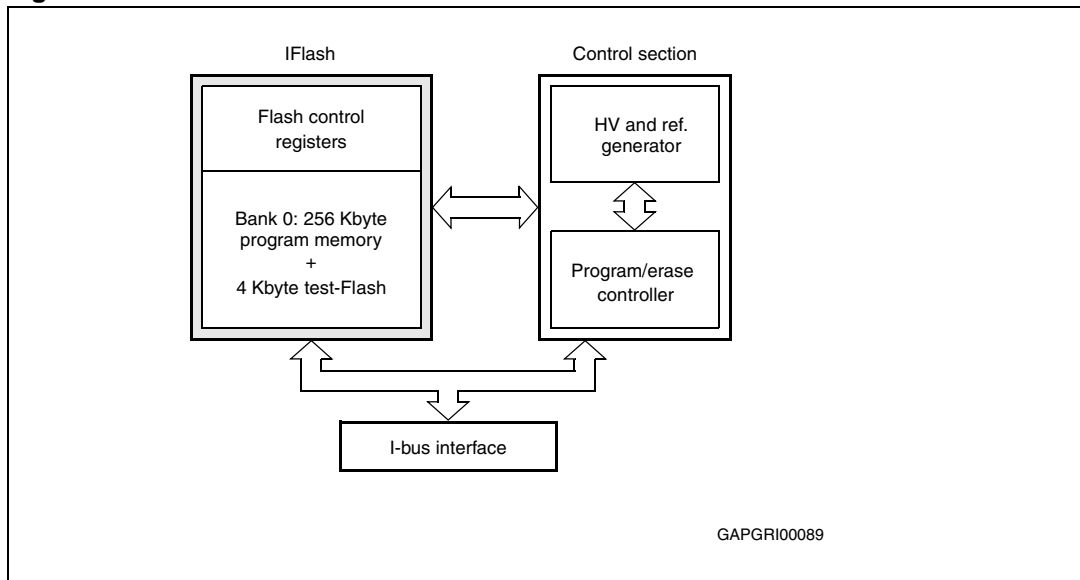 IFlash
Control section
Flash control
registers
HV and ref.
generator
Bank 0: 256 Kbyte
program memory
+
4 Kbyte test-Flash
Program/erase
controller
I-bus interface
GAPGRI00089